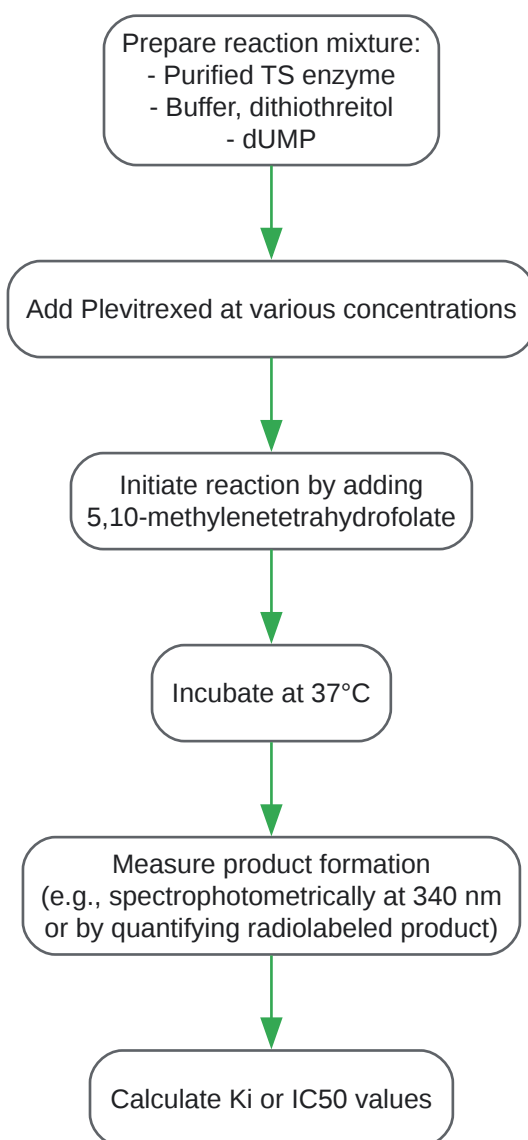 Prepare reaction mixture:
- Purified TS enzyme
- Buffer, dithiothreitol
- dUMP
Add Plevitrexed at various concentrations
Initiate reaction by adding
5,10-methylenetetrahydrofolate
Incubate at 37°C
Measure product formation
(e.g., spectrophotometrically at 340 nm
or by quantifying radiolabeled product)
Calculate Ki or IC50 values